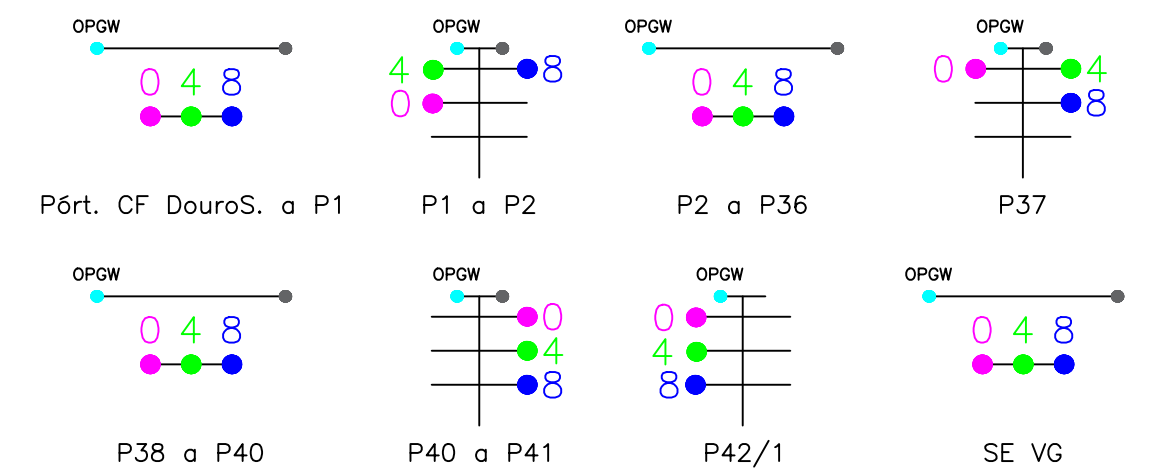 OPGW
0 4 8
Pórt. CF DouroS. a P1
OPGW
4 8
0
P1 a P2
OPGW
0 4 8
P2 a P36
OPGW
0 4
8
P37
OPGW
0 4 8
P38 a P40
OPGW
0
4
8
P40 a P41
OPGW
0
4
8
P42/1
OPGW
0 4 8
SE VG